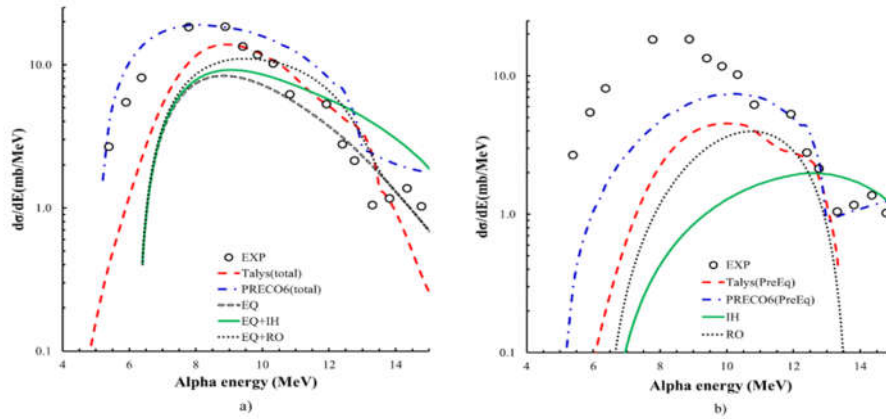 a)
dσ/dE(mb/MeV)
10.0
1.0
0.1
EXP
Talys(total)
PRECO6(total)
EQ
EQ+IH
EQ+RO
4 6 8 10 12 14
Alpha energy (MeV)
a)
b)
dσ/dE(mb/MeV)
10.0
1.0
0.1
EXP
Talys(PreEq)
PRECO6(PreEq)
IH
RO
4 6 8 10 12 14
Alpha energy (MeV)
b)